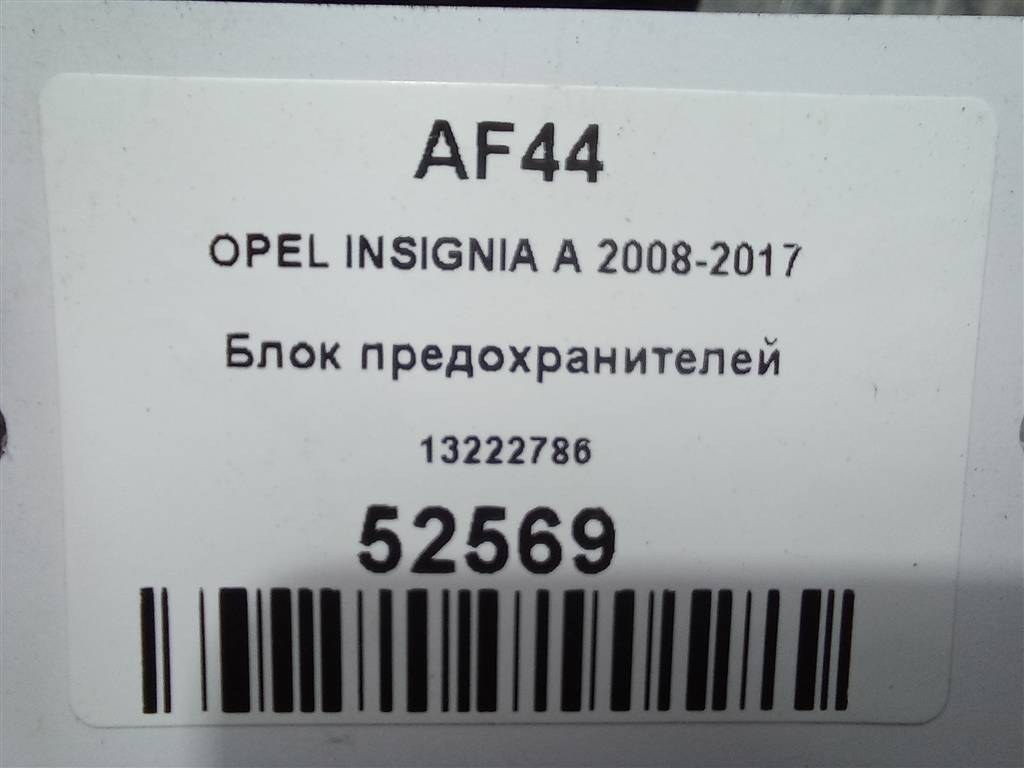 AF44
OPEL INSIGNIA A 2008-2017
Блок предохранителей
13222786
52569